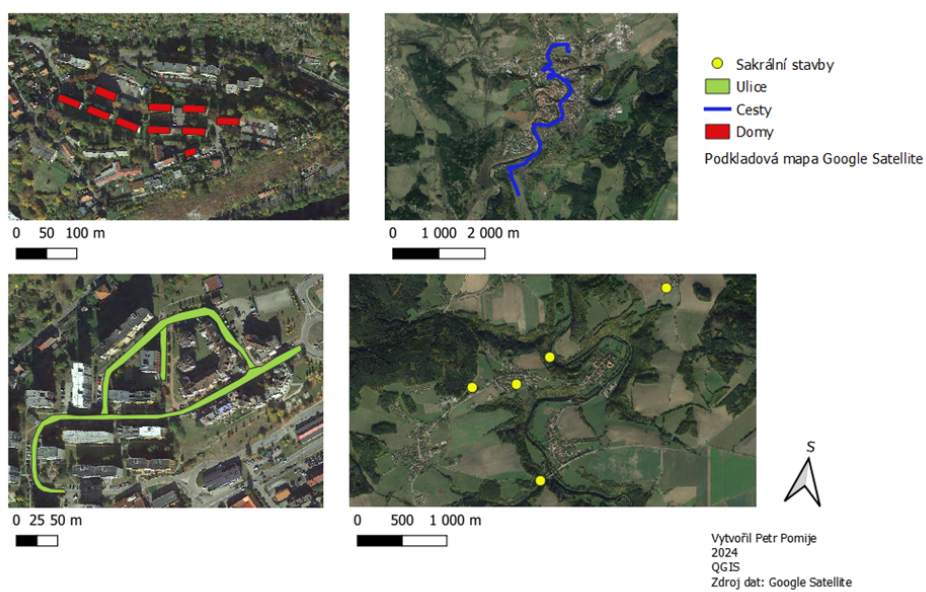 Sakrální stavby
Ulice
Cesty
Domy
Podkladová mapa Google Satellite
0 50 100 m
0 1 000 2 000 m
0 25 50 m
0 500 1 000 m
S
Vytvořil Petr Pomije
2024
QGIS
Zdroj dat: Google Satellite